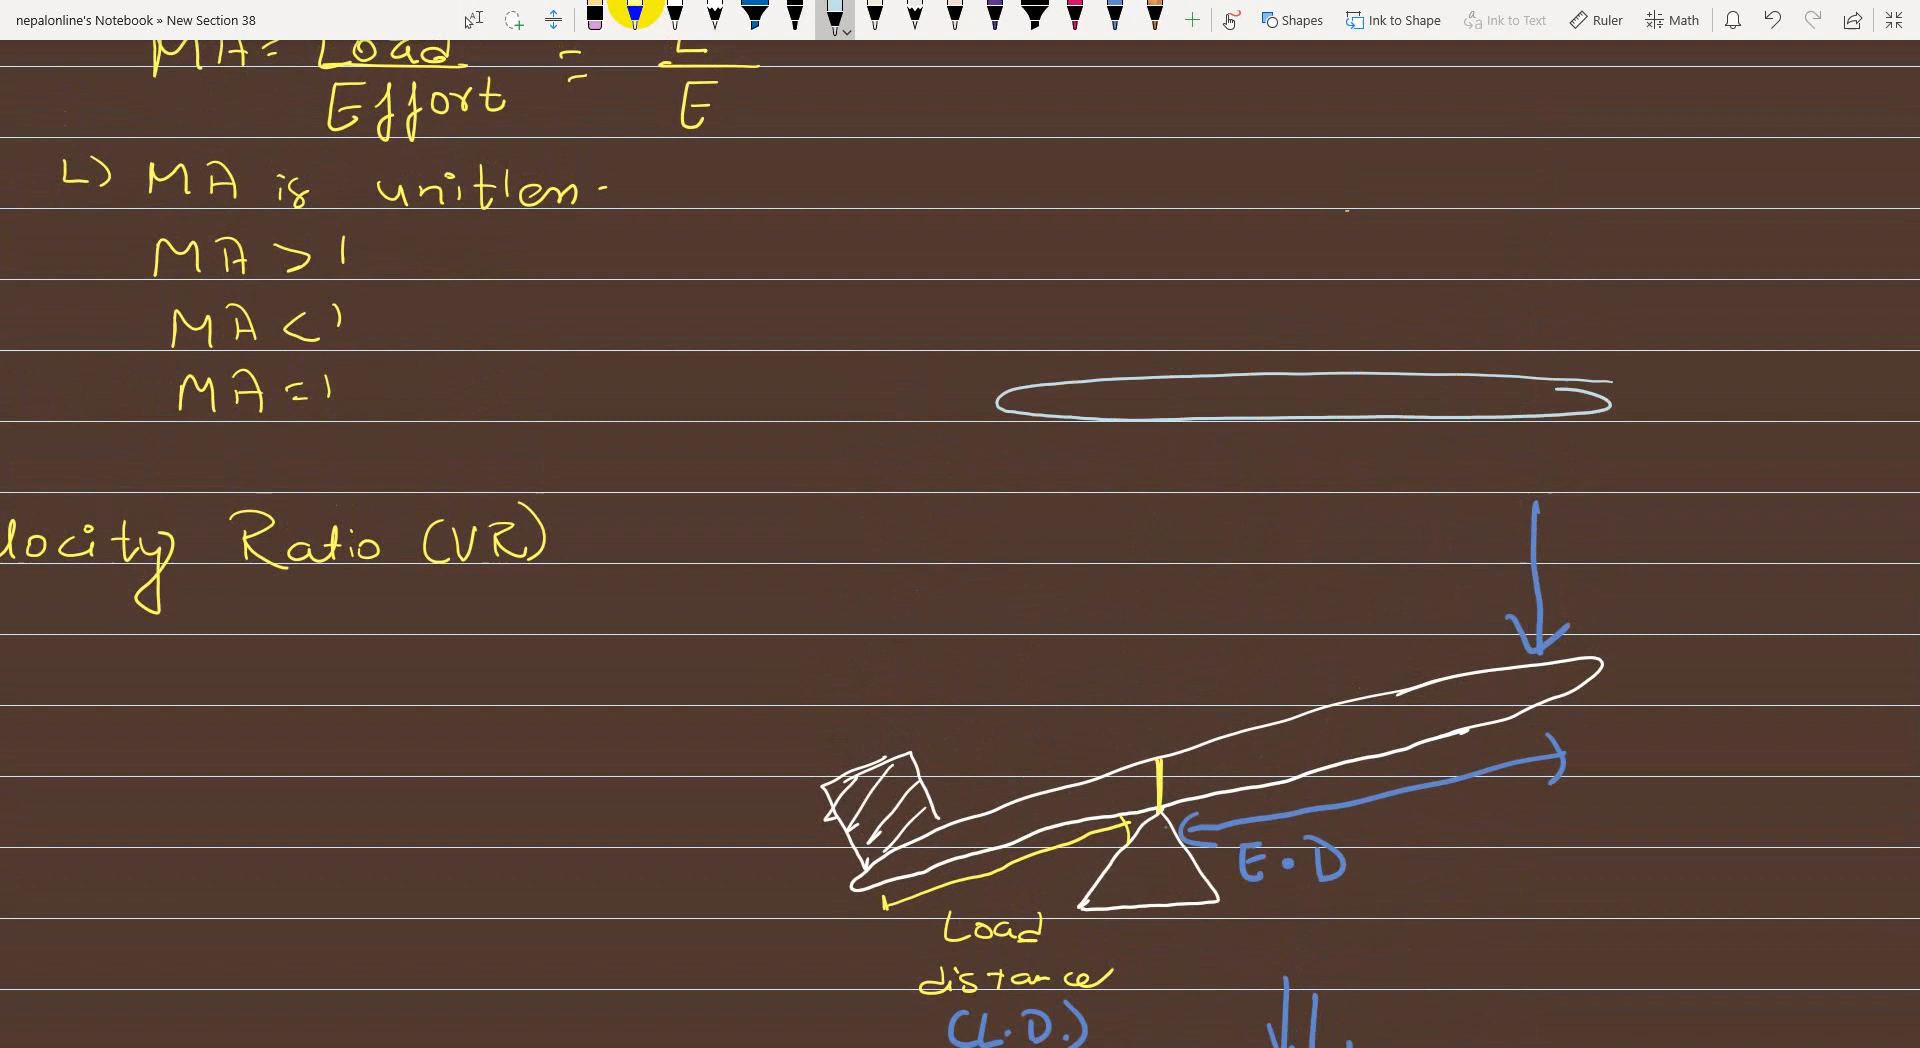 nepalonline's Notebook » New Section 38
Shapes
Ink to Shape
Ink to Text
Ruler
Math
MA = Load = L
Effort E
MA is unitless.
MA > 1
MA < 1
MA = 1
locity Ratio (VR)
E.D
Load
distance
(L.D.)